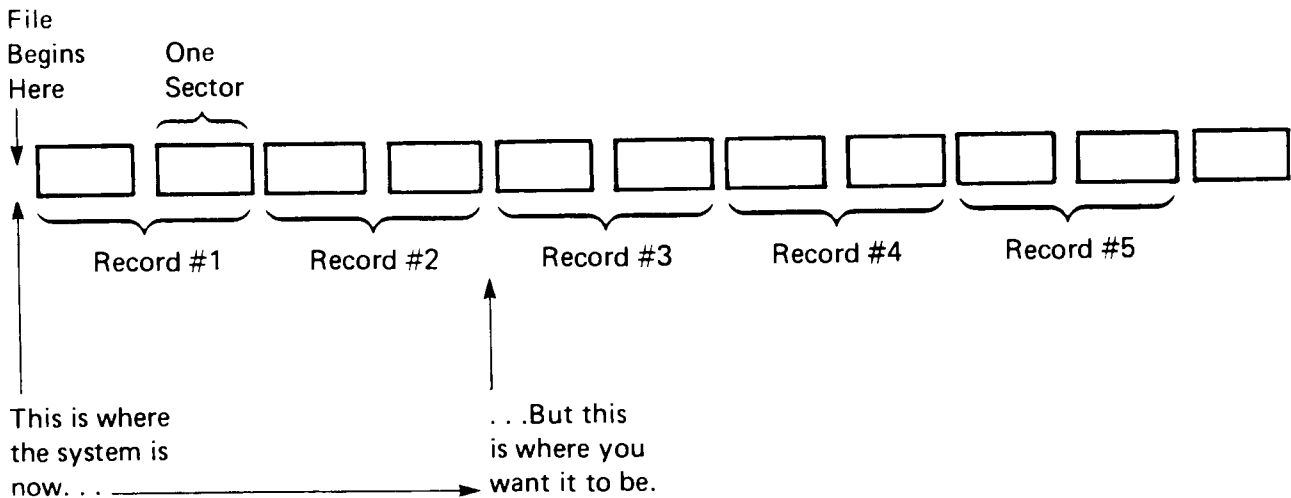 File
Begins
Here
One
Sector
Record #1
Record #2
Record #3
Record #4
Record #5
This is where
the system is
now. . .
. . .But this
is where you
want it to be.